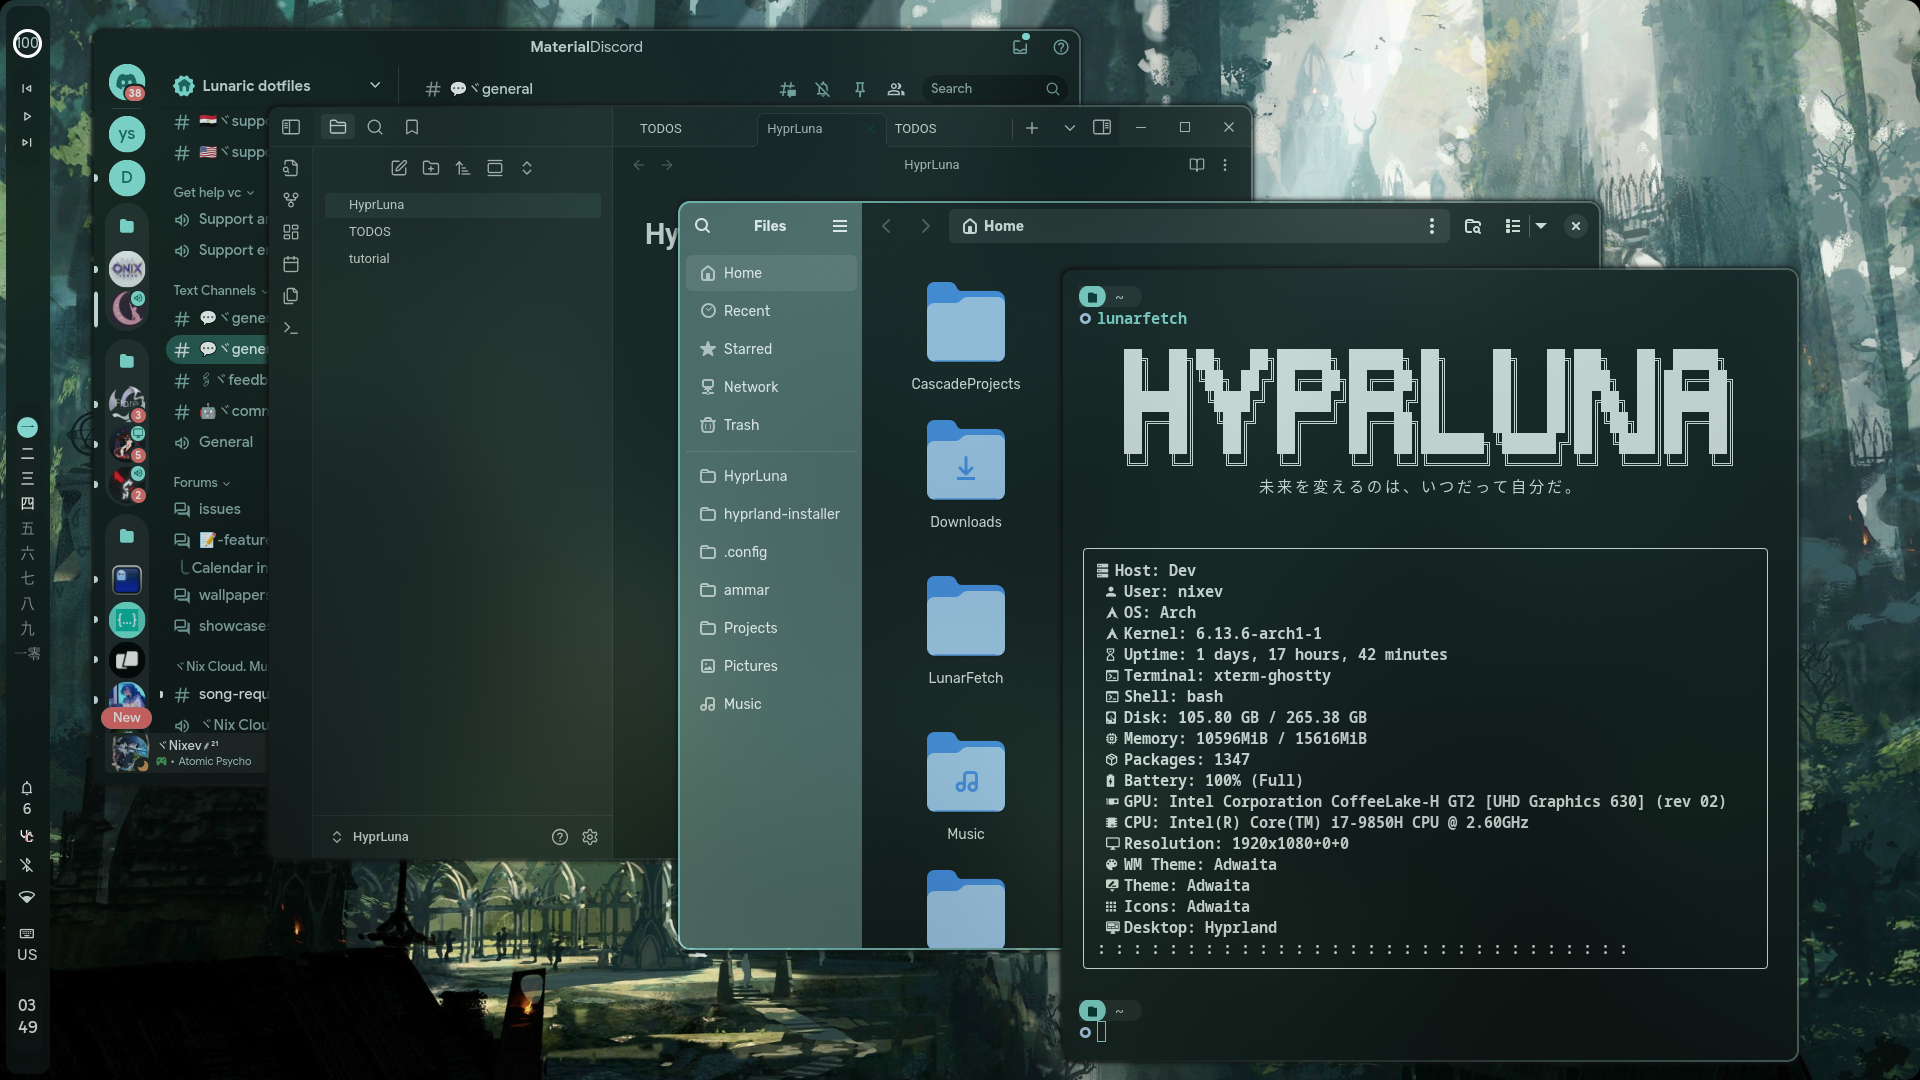 100
一
二
三
四
五
六
七
八
九
一零
6
US
03
49
MaterialDiscord
38
ys
D
3
5
2
New
Lunaric dotfiles
supp
supp
Get help vc
Support ar
Support e
Text Channels
gene
gene
feedb
comm
General
Forums
issues
-feature
Calendar in
wallpapers
showcase
Nix Cloud. Mu
song-requ
Nix Clou
Nixev 21
• Atomic Psycho
general
Search
TODOS
HyprLuna
TODOS
HyprLuna
HyprLuna
TODOS
tutorial
Hy
HyprLuna
Files
Home
Home
Recent
Starred
Network
Trash
HyprLuna
hyprland-installer
.config
ammar
Projects
Pictures
Music
CascadeProjects
Downloads
LunarFetch
Music
~
lunarfetch
HYPRLUNA
未来を変えるのは、いつだって自分だ。
Host: Dev
User: nixev
OS: Arch
Kernel: 6.13.6-arch1-1
Uptime: 1 days, 17 hours, 42 minutes
Terminal: xterm-ghostty
Shell: bash
Disk: 105.80 GB / 265.38 GB
Memory: 10596MiB / 15616MiB
Packages: 1347
Battery: 100% (Full)
GPU: Intel Corporation CoffeeLake-H GT2 [UHD Graphics 630] (rev 02)
CPU: Intel(R) Core(TM) i7-9850H CPU @ 2.60GHz
Resolution: 1920x1080+0+0
WM Theme: Adwaita
Theme: Adwaita
Icons: Adwaita
Desktop: Hyprland
: : : : : : : : : : : : : : : : : : : : : : : : : : : : : :
~